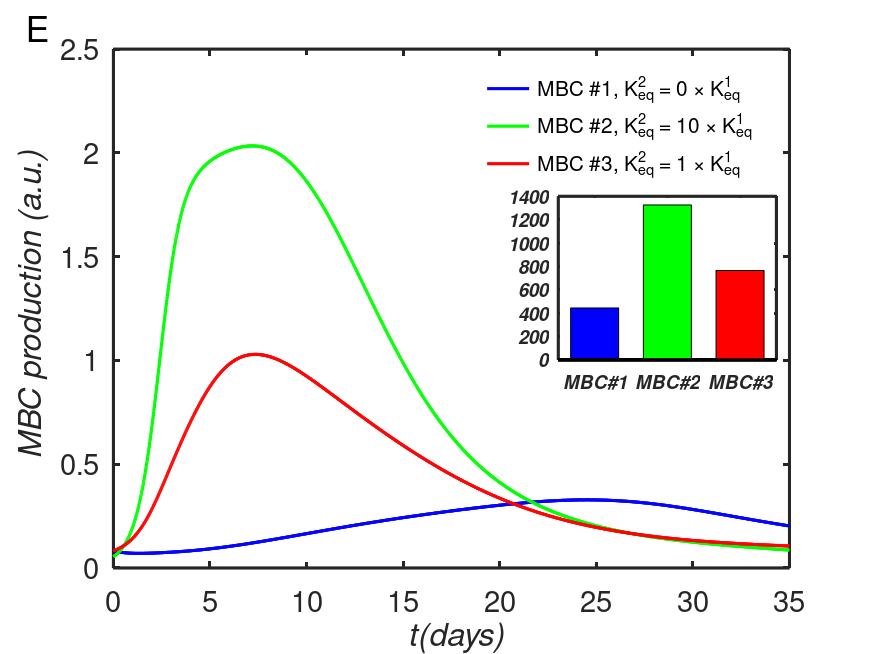 E
2.5
2
1.5
1
0.5
0
MBC production (a.u.)
MBC #1, K²eq = 0 × K¹eq
MBC #2, K²eq = 10 × K¹eq
MBC #3, K²eq = 1 × K¹eq
1400
1200
1000
800
600
400
200
0
MBC#1 MBC#2 MBC#3
0 5 10 15 20 25 30 35
t(days)